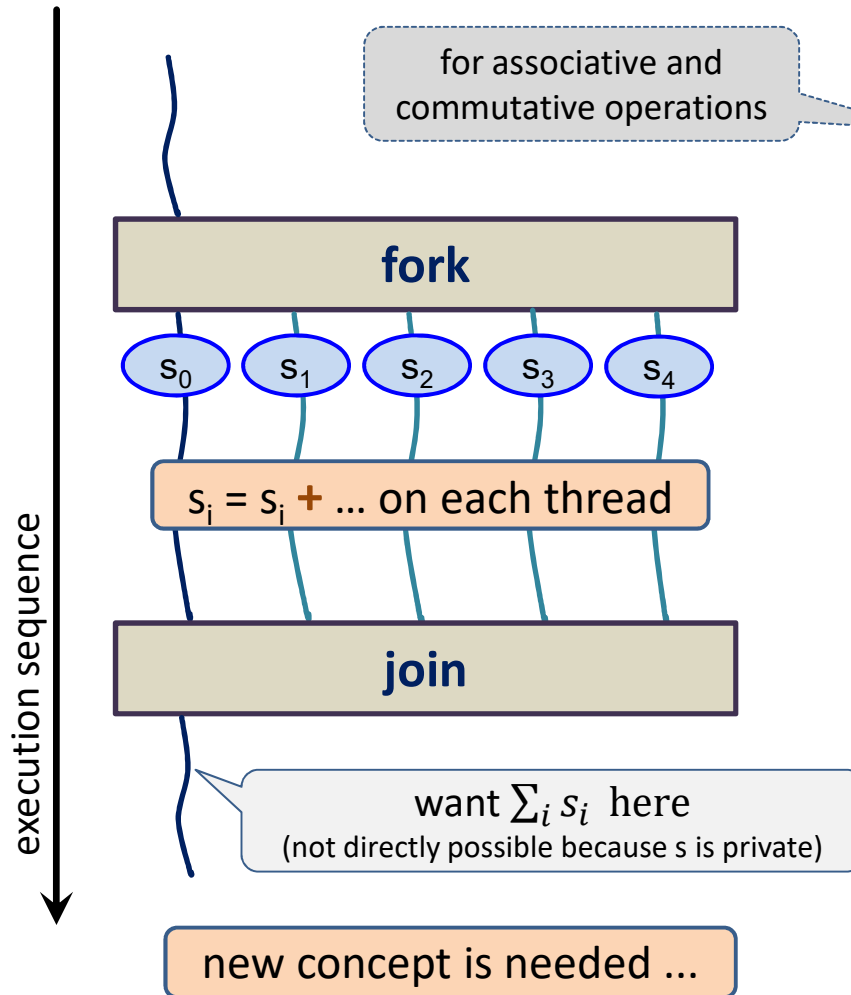 for associative and
commutative operations
fork
s₀ s₁ s₂ s₃ s₄
sᵢ = sᵢ + ... on each thread
join
want ∑ᵢ sᵢ here
(not directly possible because s is private)
new concept is needed ...
execution sequence